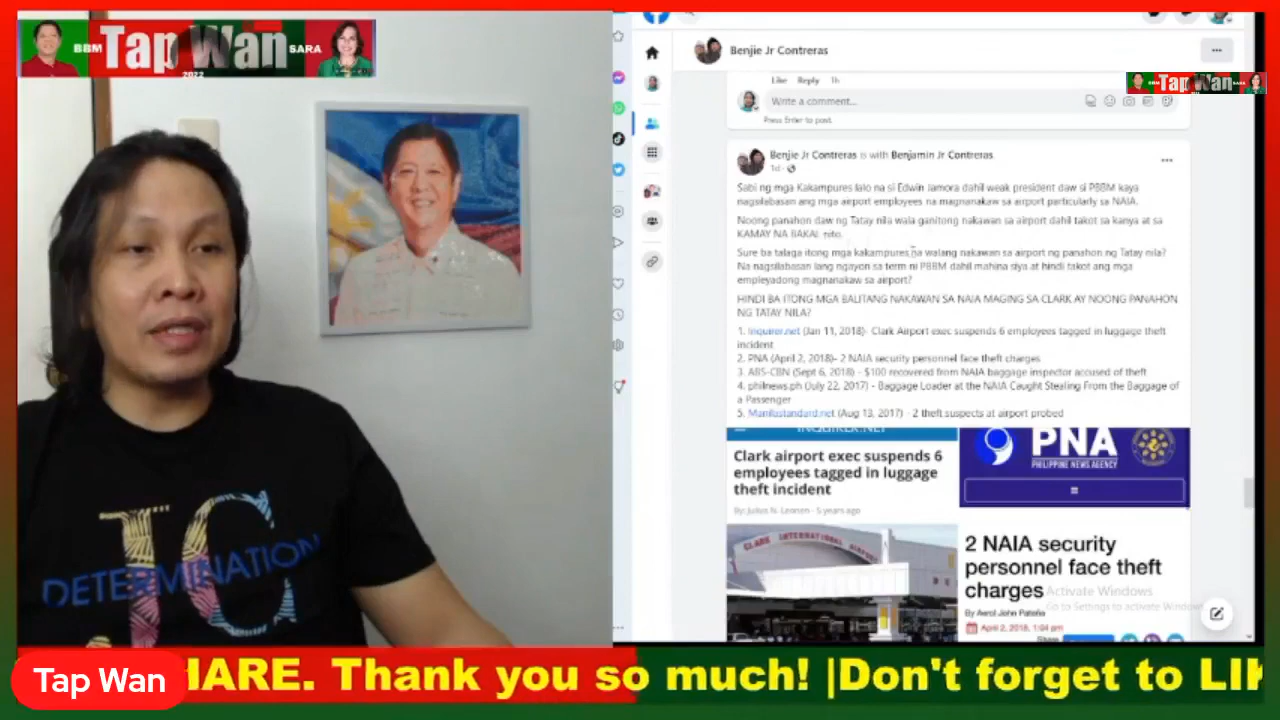 BBM Tap Wan SARA
2022
Benjie Jr Contreras
BBM Tap Wan SARA
Like Reply 1h
Write a comment...
Press Enter to post.
Benjie Jr Contreras is with Benjamin Jr Contreras
1d
Sabi ng mga Kakampures lalo na si Edwin Jamora dahil weak president daw si PBBM kaya
nagsilabasan ang mga airport employees na magnanakaw sa airport particularly sa NAIA.
Noong panahon daw ng Tatay nila wala ganitong nakawan sa airport dahil takot sa kanya at sa
KAMAY NA BAKAL nito.
Sure ba talaga itong mga kakampures na walang nakawan sa airport ng panahon ng Tatay nila?
Na nagsilabasan lang ngayon sa term ni PBBM dahil mahina siya at hindi takot ang mga
empleyadong magnanakaw sa airport?
HINDI BA ITONG MGA BALITANG NAKAWAN SA NAIA MAGING SA CLARK AY NOONG PANAHON
NG TATAY NILA?
1. Inquirer.net (Jan 11, 2018)- Clark Airport exec suspends 6 employees tagged in luggage theft
incident
2. PNA (April 2, 2018)- 2 NAIA security personnel face theft charges
3. ABS-CBN (Sept 6, 2018) - $100 recovered from NAIA baggage inspector accused of theft
4. philnews.ph (July 22, 2017) - Baggage Loader at the NAIA Caught Stealing From the Baggage of
a Passenger
5. Manilastandard.net (Aug 13, 2017) - 2 theft suspects at airport probed
INQUIRER.NET
Clark airport exec suspends 6
employees tagged in luggage
theft incident
By: Julius N. Leonen - 5 years ago
CLARK INTERNATIONAL AIRPORT
PNA
PHILIPPINE NEWS AGENCY
2 NAIA security
personnel face theft
charges
By Aerol John Pateña
April 2, 2018, 1:04 pm
Share
Activate Windows
Go to Settings to activate Windows
JC
DETERMINATION
Tap Wan
HARE. Thank you so much! |Don't forget to LIK